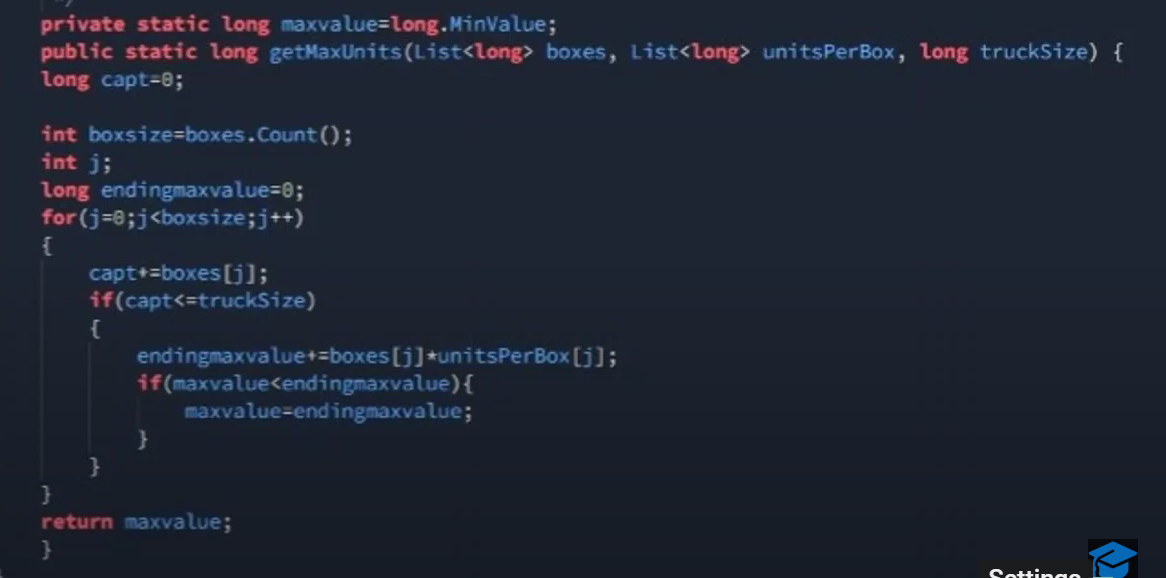 */
private static long maxvalue=long.MinValue;
public static long getMaxUnits(List<long> boxes, List<long> unitsPerBox, long truckSize) {
long capt=0;
int boxsize=boxes.Count();
int j;
long endingmaxvalue=0;
for(j=0;j<boxsize;j++)
{
capt+=boxes[j];
if(capt<=truckSize)
{
endingmaxvalue+=boxes[j]*unitsPerBox[j];
if(maxvalue<endingmaxvalue){
maxvalue=endingmaxvalue;
}
}
}
return maxvalue;
}
Settings